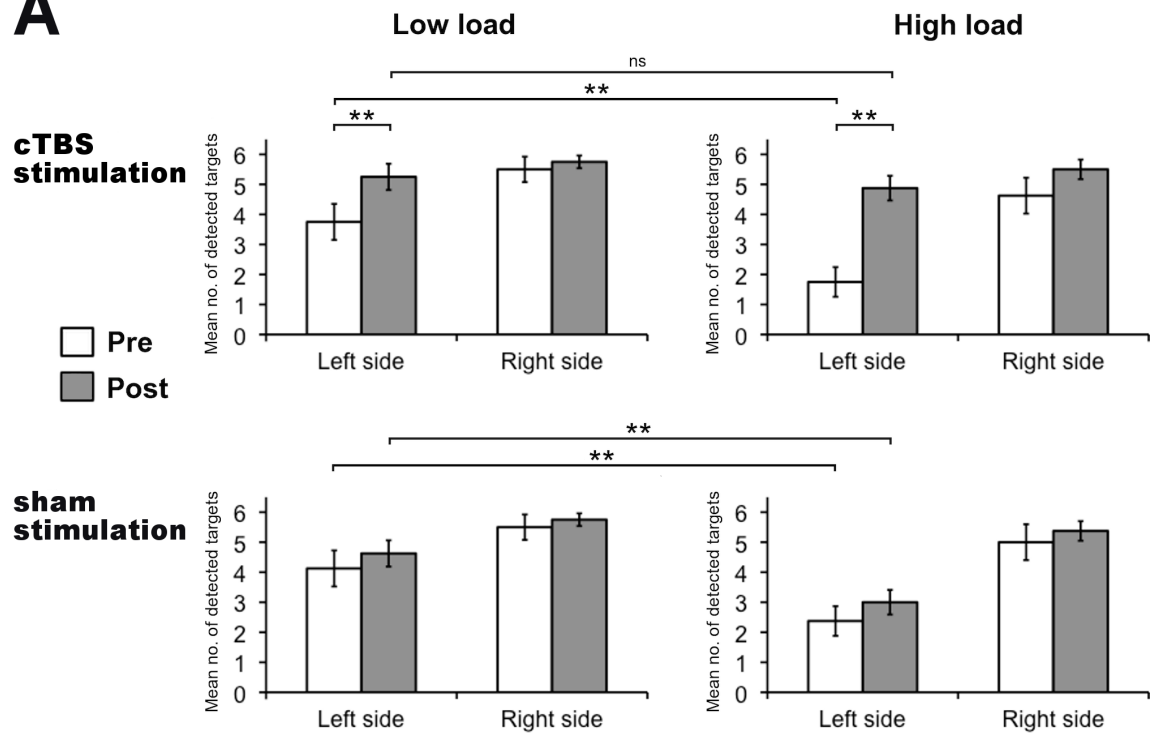 A
Low load
High load
ns
**
**
**
cTBS
stimulation
Mean no. of detected targets
6
5
4
3
2
1
0
Left side
Right side
Mean no. of detected targets
6
5
4
3
2
1
0
Left side
Right side
Pre
Post
**
**
sham
stimulation
Mean no. of detected targets
6
5
4
3
2
1
0
Left side
Right side
Mean no. of detected targets
6
5
4
3
2
1
0
Left side
Right side